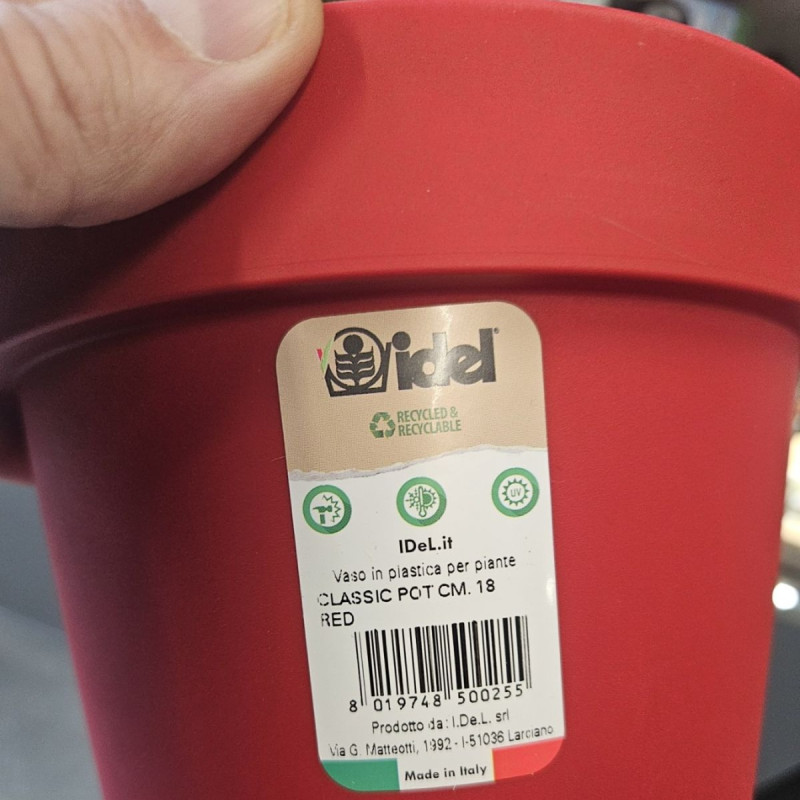 idel®
RECYCLED &
RECYCLABLE
UV
IDeL.it
Vaso in plastica per piante
CLASSIC POT CM. 18
RED
8 019748 500255
Prodotto da: I.De.L. srl
Via G. Matteotti, 1992 - I-51036 Larciano
Made in Italy